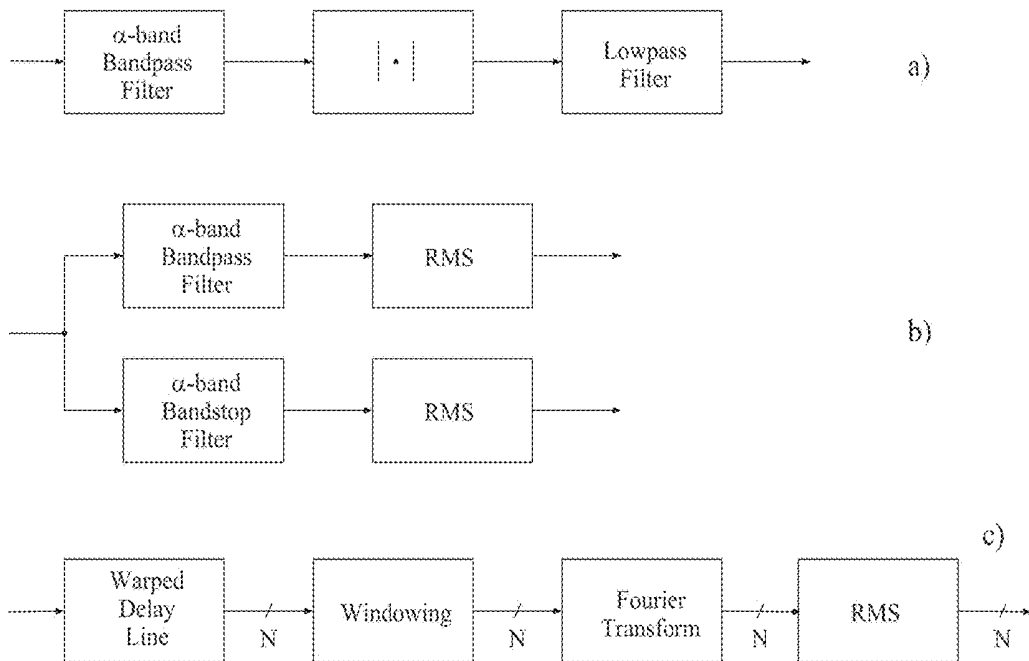 α-band
Bandpass
Filter
| • |
Lowpass
Filter
a)
α-band
Bandpass
Filter
RMS
b)
α-band
Bandstop
Filter
RMS
c)
Warped
Delay
Line
N
Windowing
N
Fourier
Transform
N
RMS
N